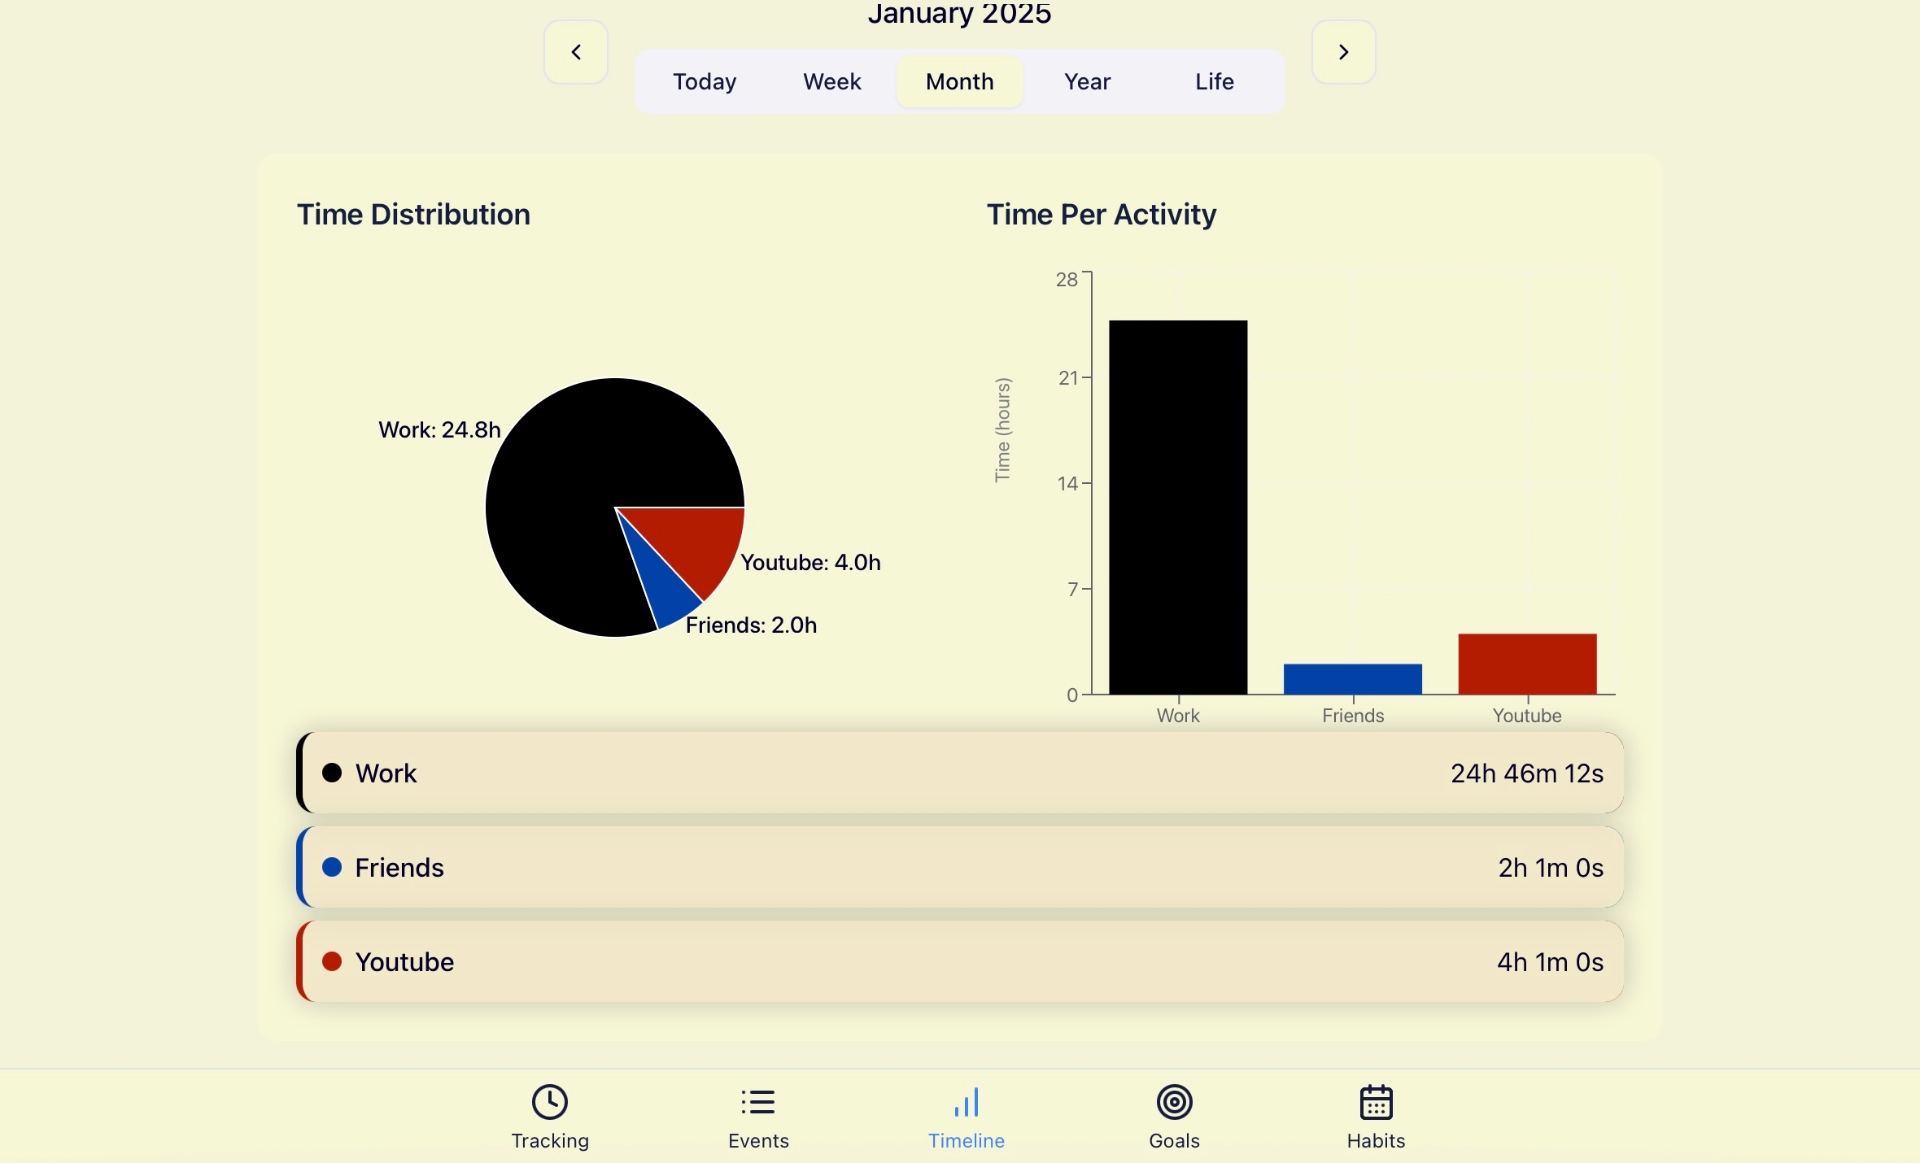 January 2025
Today Week Month Year Life
Time Distribution
Work: 24.8h
Youtube: 4.0h
Friends: 2.0h
Time Per Activity
Time (hours)
28
21
14
7
0
Work Friends Youtube
Work 24h 46m 12s
Friends 2h 1m 0s
Youtube 4h 1m 0s
Tracking Events Timeline Goals Habits